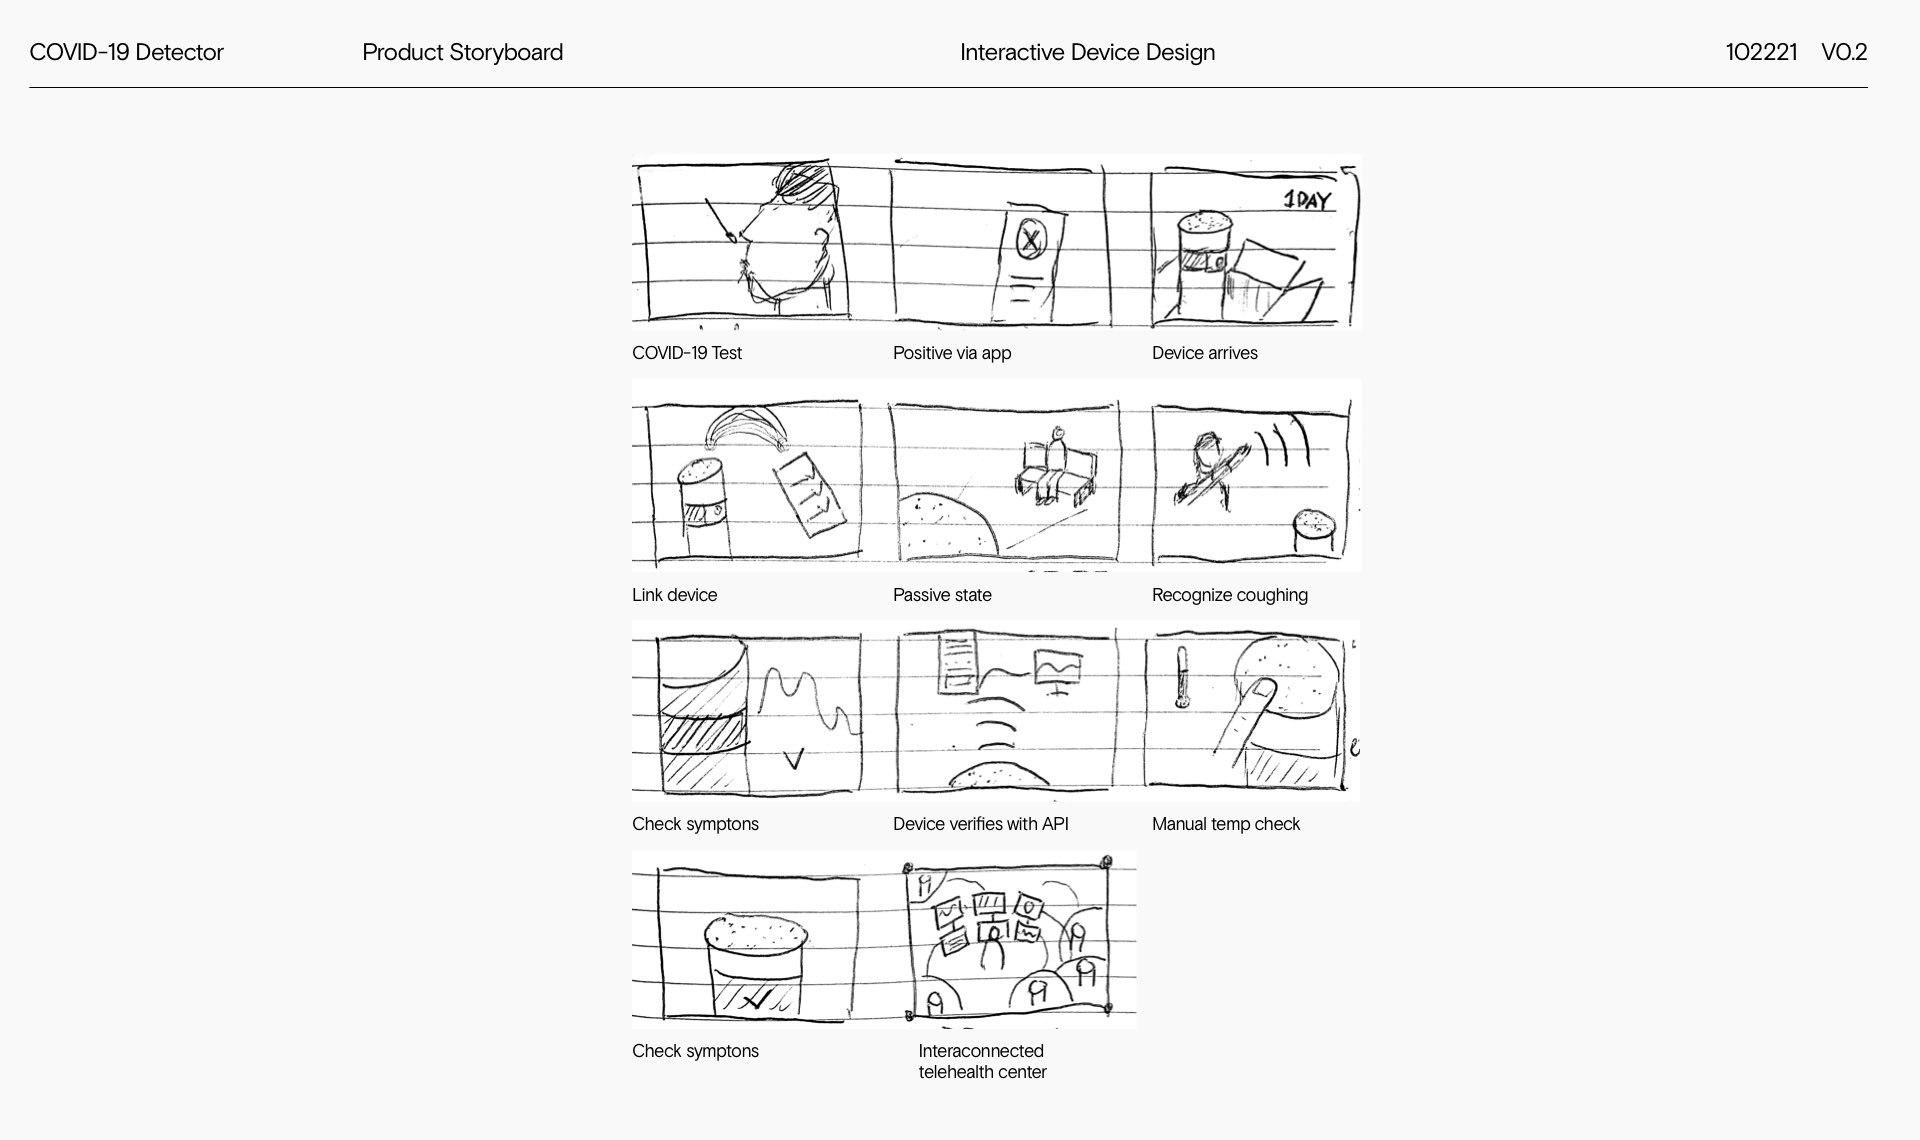 COVID-19 Detector
Product Storyboard
Interactive Device Design
102221 V0.2
1DAY
COVID-19 Test
Positive via app
Device arrives
Link device
Passive state
Recognize coughing
Check symptons
Device verifies with API
Manual temp check
Check symptons
Interaconnected
telehealth center